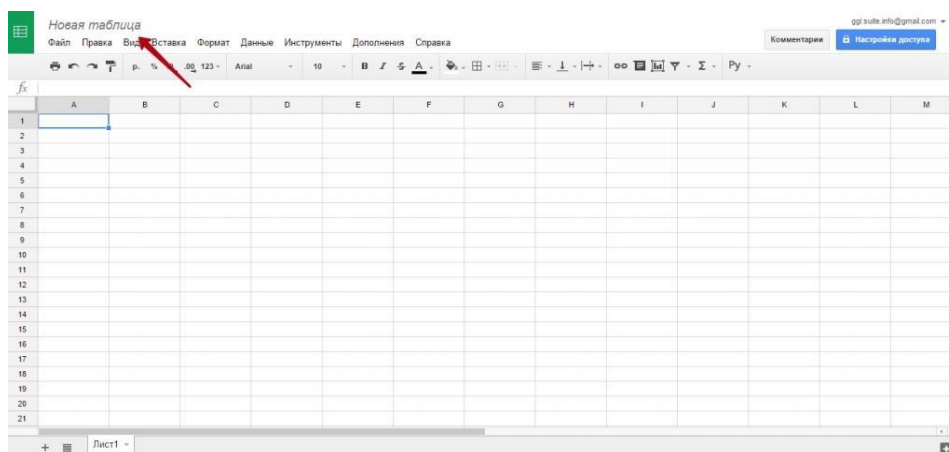 Новая таблица
ggl.suite.info@gmail.com
Файл Правка Вид Вставка Формат Данные Инструменты Дополнения Справка
Комментарии Настройки доступа
р. % .00 123 Arial 10 B I S A Σ Ру
fx
A B C D E F G H I J K L M
1
2
3
4
5
6
7
8
9
10
11
12
13
14
15
16
17
18
19
20
21
+ Лист1